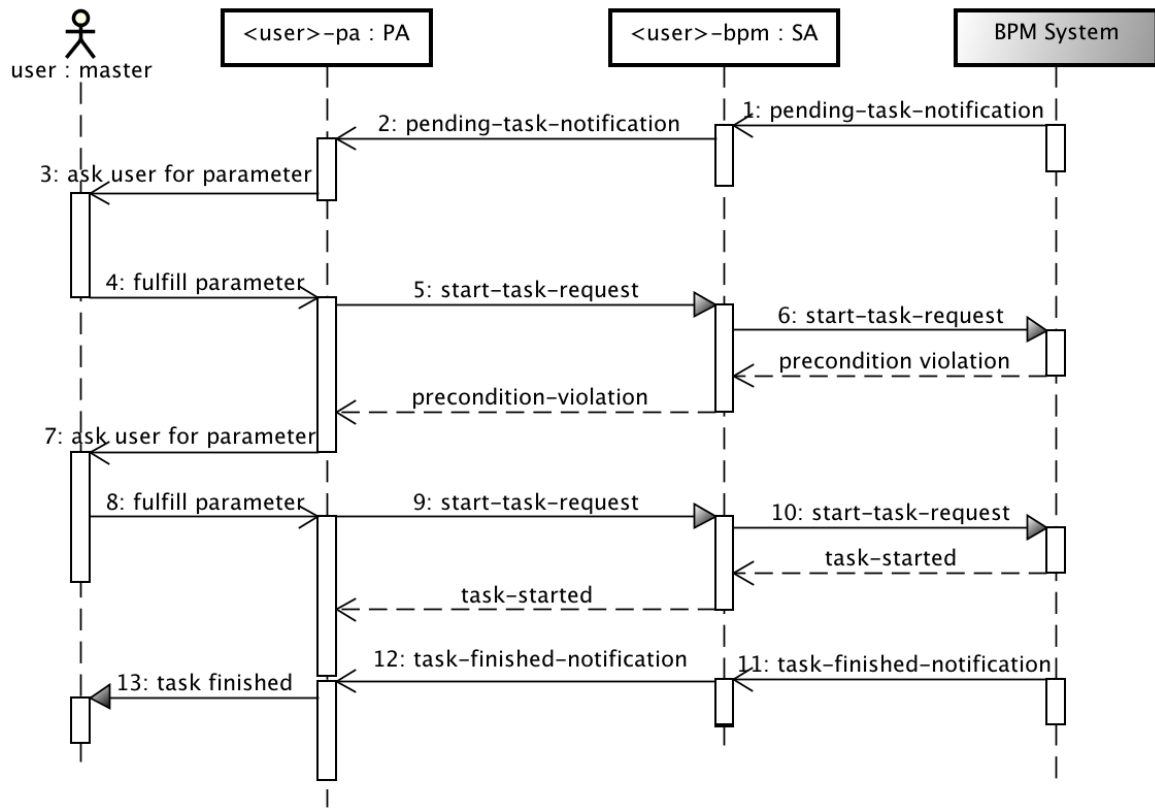 <user>-pa : PA
<user>-bpm : SA
BPM System
user : master
1: pending-task-notification
2: pending-task-notification
3: ask user for parameter
4: fulfill parameter
5: start-task-request
6: start-task-request
precondition violation
precondition-violation
7: ask user for parameter
8: fulfill parameter
9: start-task-request
10: start-task-request
task-started
task-started
12: task-finished-notification
11: task-finished-notification
13: task finished